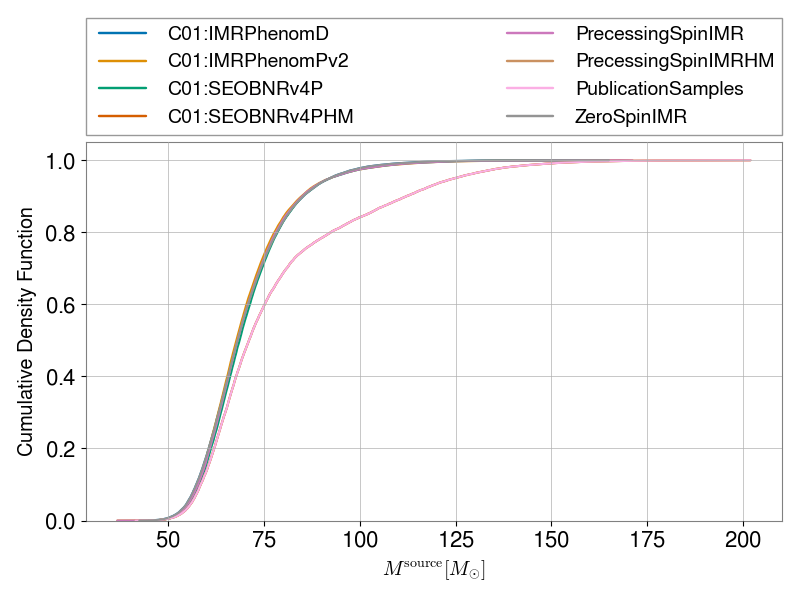 C01:IMRPhenomD
C01:IMRPhenomPv2
C01:SEOBNRv4P
C01:SEOBNRv4PHM
PrecessingSpinIMR
PrecessingSpinIMRHM
PublicationSamples
ZeroSpinIMR
Cumulative Density Function
1.0
0.8
0.6
0.4
0.2
0.0
50 75 100 125 150 175 200
M^source [M_⊙]